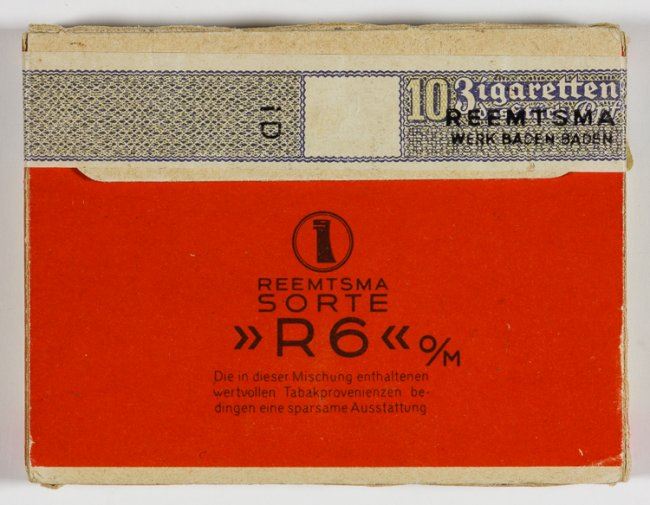 10 Zigaretten
REEMTSMA
WERK BADEN BADEN
iD
REEMTSMA
SORTE
»R6« o/M
Die in dieser Mischung enthaltenen
wertvollen Tabakprovenienzen be-
dingen eine sparsame Ausstattung